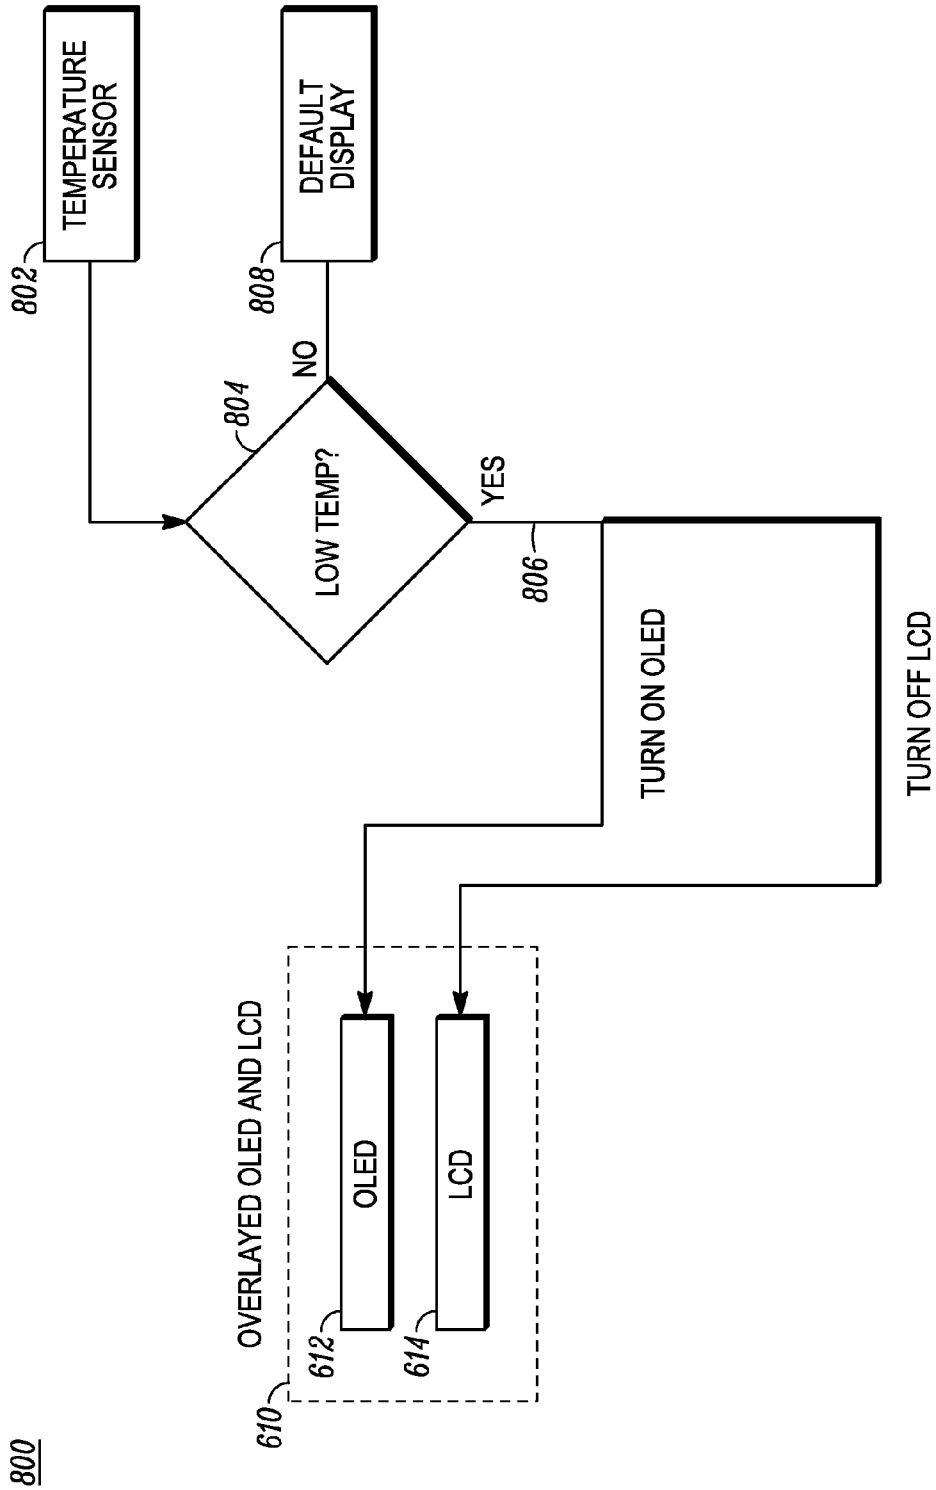 800
802
TEMPERATURE
SENSOR
804
LOW TEMP?
NO
808
DEFAULT
DISPLAY
YES
806
TURN ON OLED
TURN OFF LCD
OVERLAYED OLED AND LCD
610
612
OLED
614
LCD